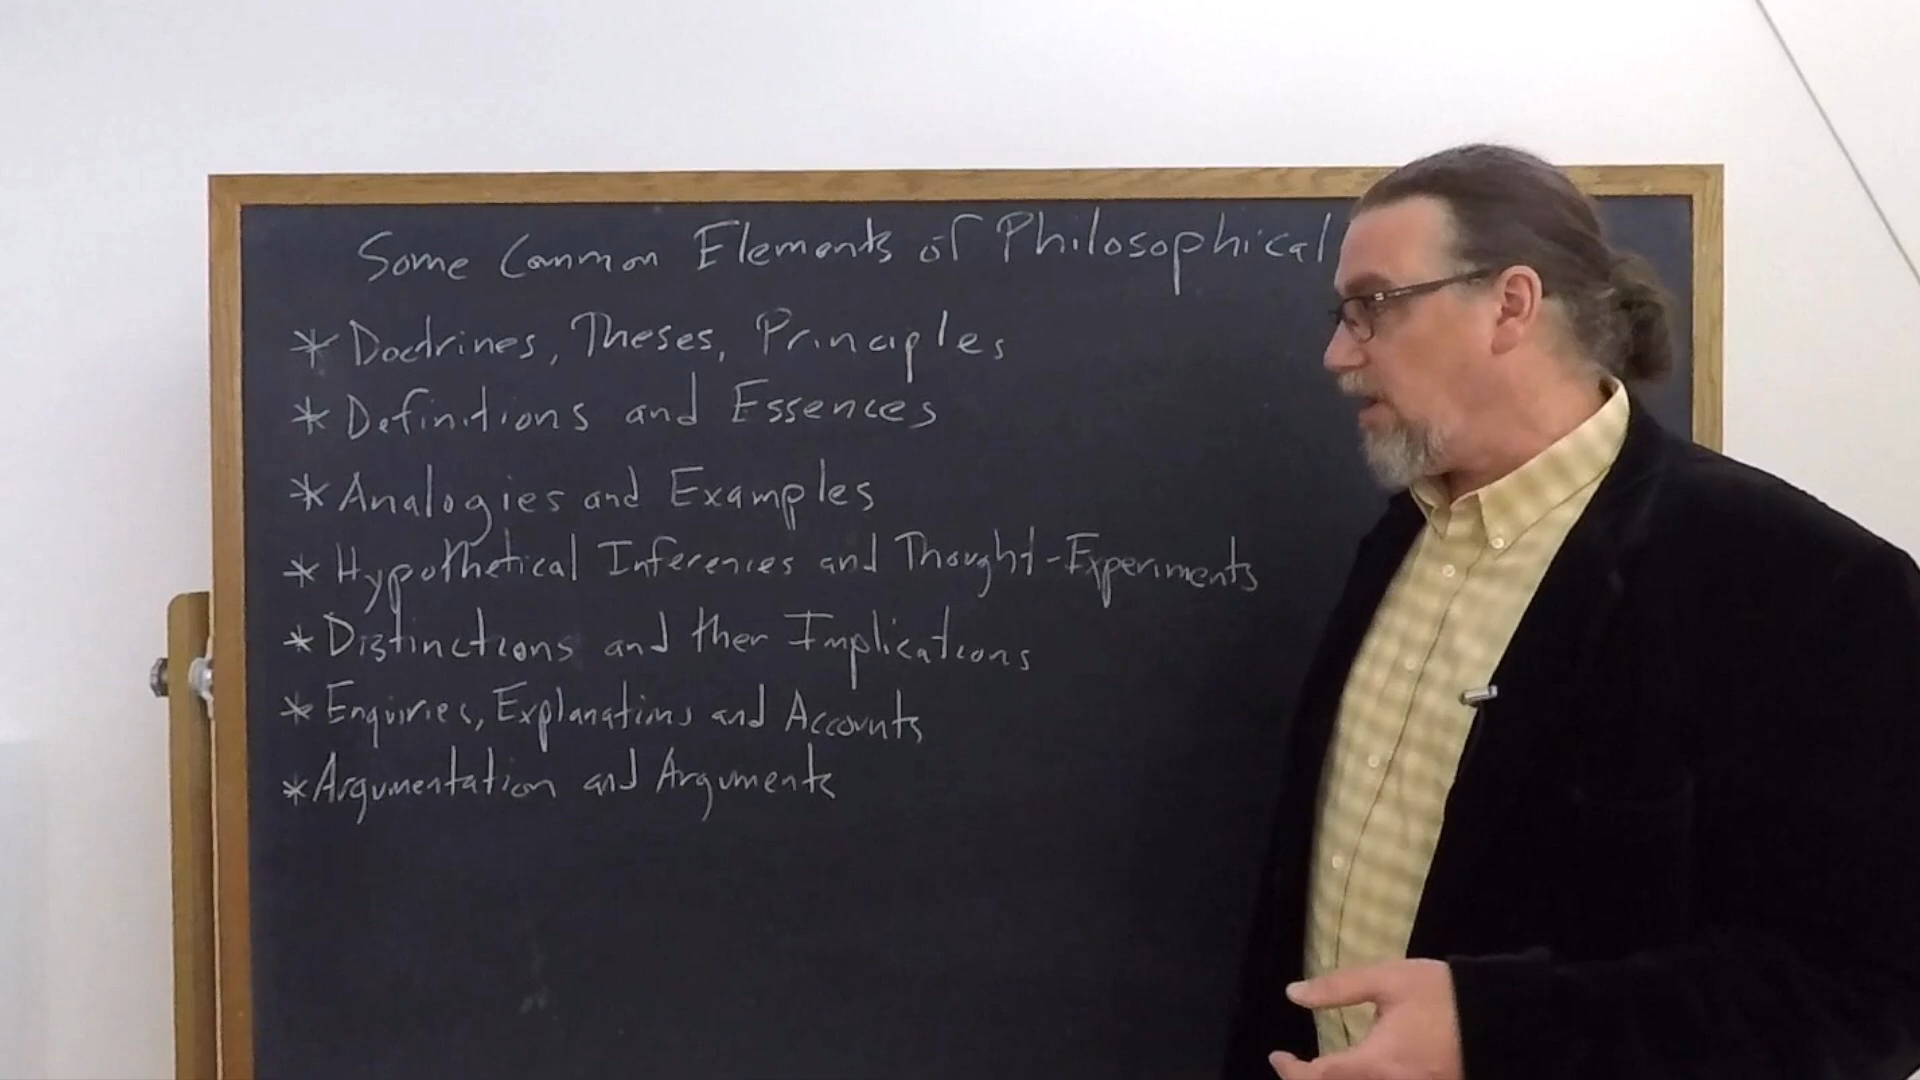 Some Common Elements of Philosophical
* Doctrines, Theses, Principles
* Definitions and Essences
* Analogies and Examples
* Hypothetical Inferences and Thought-Experiments
* Distinctions and ther Implications
* Enquiries, Explanations and Accounts
* Argumentation and Arguments